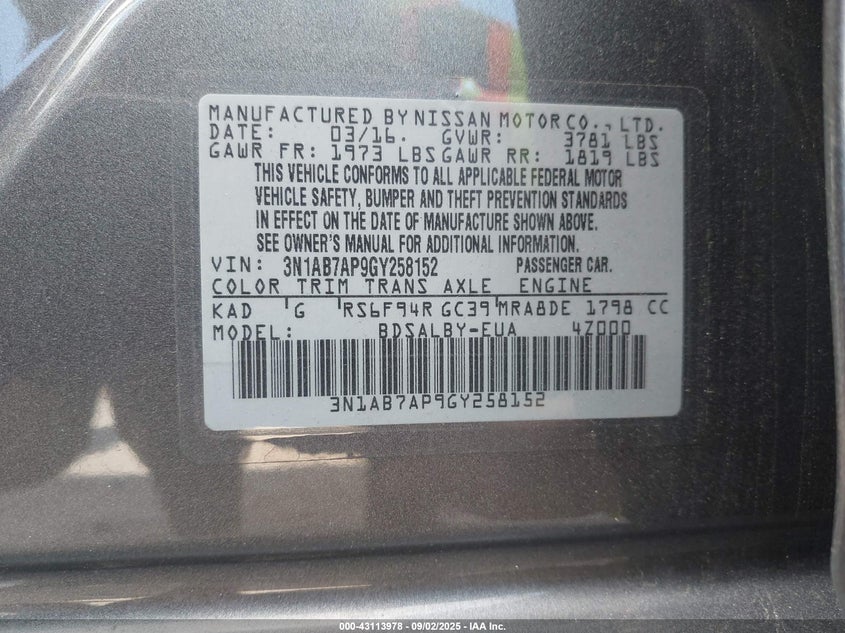 MANUFACTURED BY NISSAN MOTOR CO., LTD.
DATE: 03/16. GVWR: 3781 LBS
GAWR FR: 1973 LBS GAWR RR: 1819 LBS
THIS VEHICLE CONFORMS TO ALL APPLICABLE FEDERAL MOTOR
VEHICLE SAFETY, BUMPER AND THEFT PREVENTION STANDARDS
IN EFFECT ON THE DATE OF MANUFACTURE SHOWN ABOVE.
SEE OWNER'S MANUAL FOR ADDITIONAL INFORMATION.
VIN: 3N1AB7AP9GY258152 PASSENGER CAR.
COLOR TRIM TRANS AXLE ENGINE
KAD G RS6F94R GC39 MRA8DE 1798 CC
MODEL: BDSALBY-EUA 4Z000
3N1AB7AP9GY258152
000-43113978 - 09/02/2025 - IAA Inc.